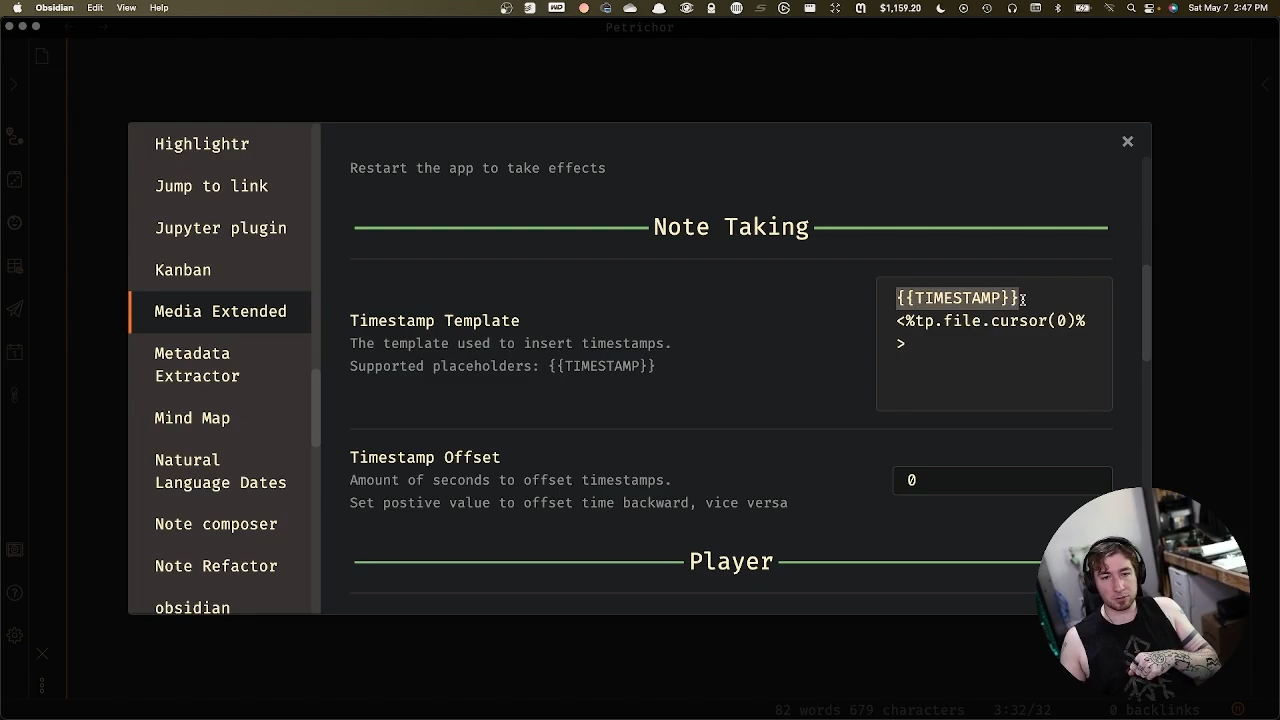 Obsidian Edit View Help
$1,159.20
Sat May 7 2:47 PM
Petrichor
Highlightr
Jump to link
Jupyter plugin
Kanban
Media Extended
Metadata
Extractor
Mind Map
Natural
Language Dates
Note composer
Note Refactor
obsidian
×
Restart the app to take effects
Note Taking
Timestamp Template
The template used to insert timestamps.
Supported placeholders: {{TIMESTAMP}}
{{TIMESTAMP}}
<%tp.file.cursor(0)%
>
Timestamp Offset
Amount of seconds to offset timestamps.
Set postive value to offset time backward, vice versa
0
Player
82 words 679 characters 3:32/32 0 backlinks